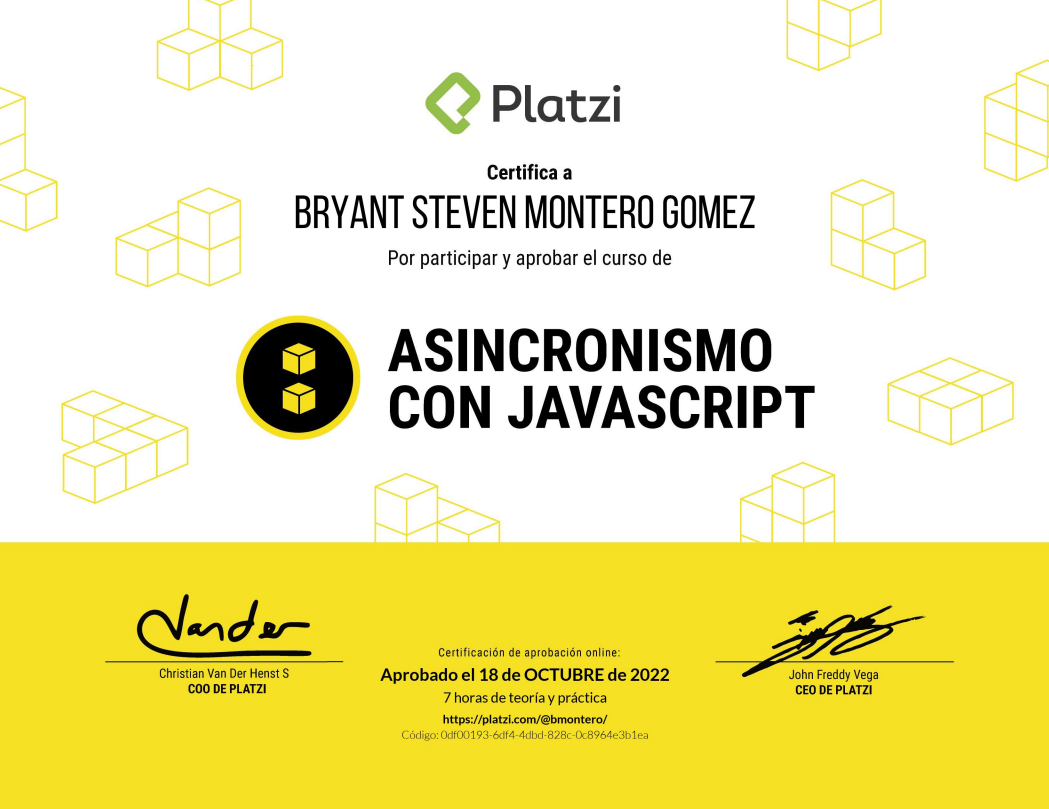 Platzi
Certifica a
BRYANT STEVEN MONTERO GOMEZ
Por participar y aprobar el curso de
ASINCRONISMO
CON JAVASCRIPT
Vander
Christian Van Der Henst S
COO DE PLATZI
Certificación de aprobación online:
Aprobado el 18 de OCTUBRE de 2022
7 horas de teoría y práctica
https://platzi.com/@bmontero/
Código: 0df00193-6df4-4dbd-828c-0c8964e3b1ea
John Freddy Vega
CEO DE PLATZI